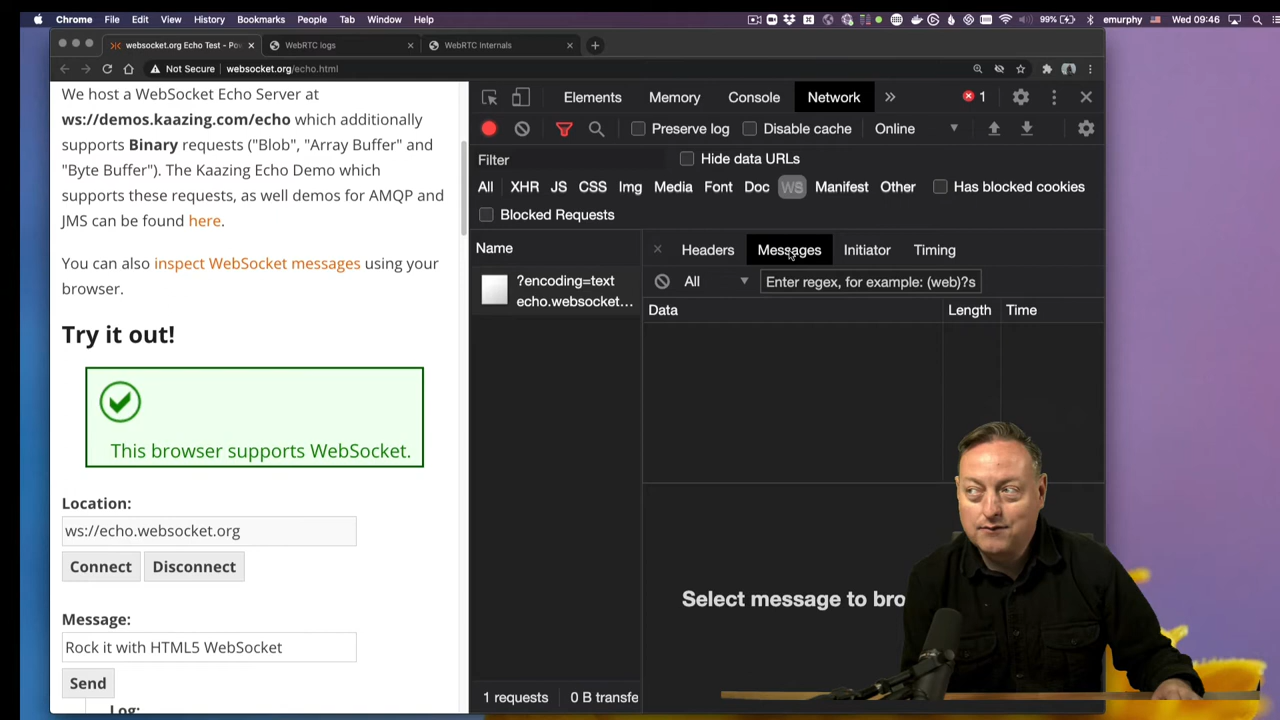 Chrome File Edit View History Bookmarks People Tab Window Help 99% emurphy Wed 09:46
websocket.org Echo Test - Po WebRTC logs WebRTC Internals
Not Secure websocket.org/echo.html
We host a WebSocket Echo Server at
ws://demos.kaazing.com/echo which additionally
supports Binary requests ("Blob", "Array Buffer" and
"Byte Buffer"). The Kaazing Echo Demo which
supports these requests, as well demos for AMQP and
JMS can be found here.
You can also inspect WebSocket messages using your
browser.
Try it out!
This browser supports WebSocket.
Location:
ws://echo.websocket.org
Connect Disconnect
Message:
Rock it with HTML5 WebSocket
Send
Log:
Elements Memory Console Network » 1
Preserve log Disable cache Online
Filter Hide data URLs
All XHR JS CSS Img Media Font Doc WS Manifest Other Has blocked cookies
Blocked Requests
Name
?encoding=text
echo.websocket...
Headers Messages Initiator Timing
All Enter regex, for example: (web)?s
Data Length Time
Select message to bro
1 requests 0 B transfe